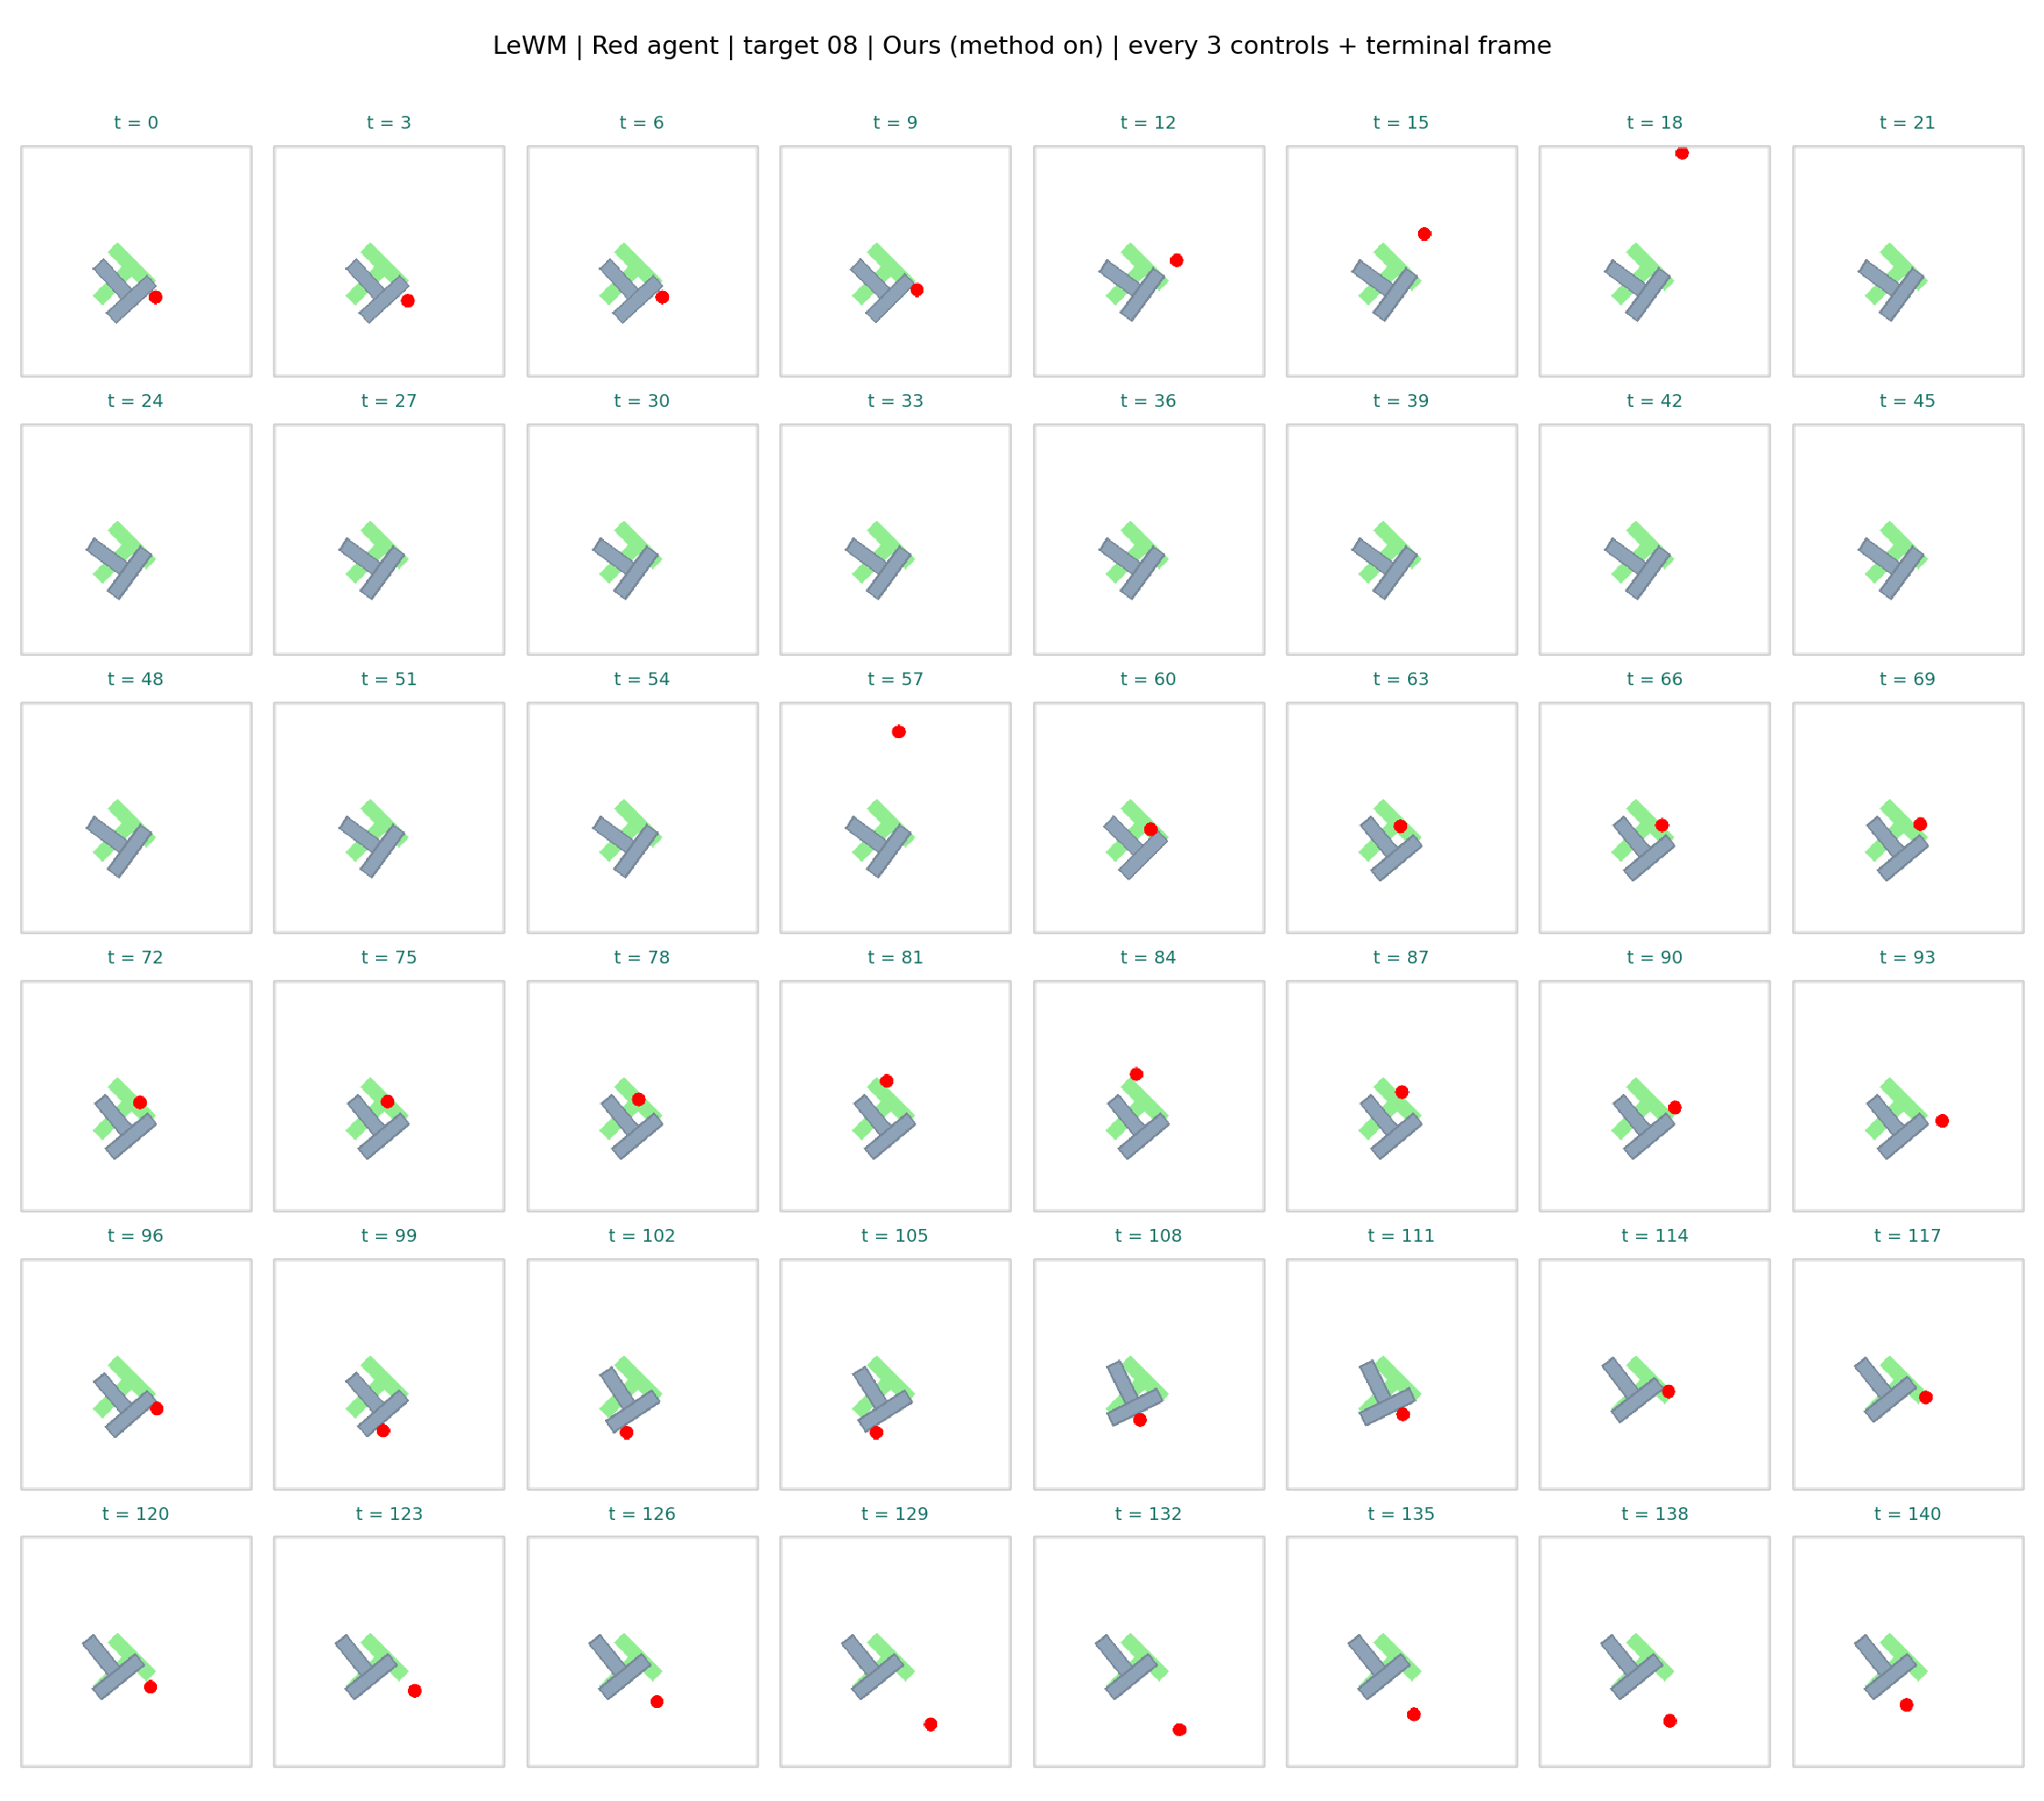 LeWM | Red agent | target 08 | Ours (method on) | every 3 controls + terminal frame
t = 0 t = 3 t = 6 t = 9 t = 12 t = 15 t = 18 t = 21
t = 24 t = 27 t = 30 t = 33 t = 36 t = 39 t = 42 t = 45
t = 48 t = 51 t = 54 t = 57 t = 60 t = 63 t = 66 t = 69
t = 72 t = 75 t = 78 t = 81 t = 84 t = 87 t = 90 t = 93
t = 96 t = 99 t = 102 t = 105 t = 108 t = 111 t = 114 t = 117
t = 120 t = 123 t = 126 t = 129 t = 132 t = 135 t = 138 t = 140